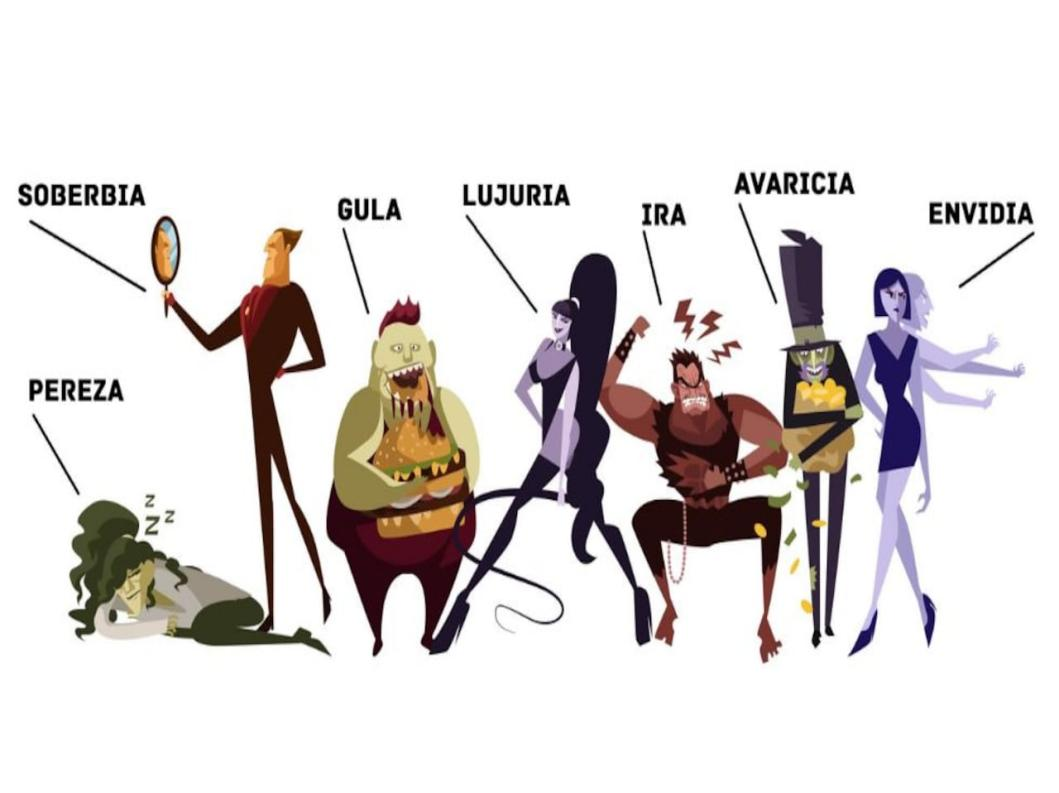 SOBERBIA
GULA
LUJURIA
IRA
AVARICIA
ENVIDIA
PEREZA
Z
Z
Z